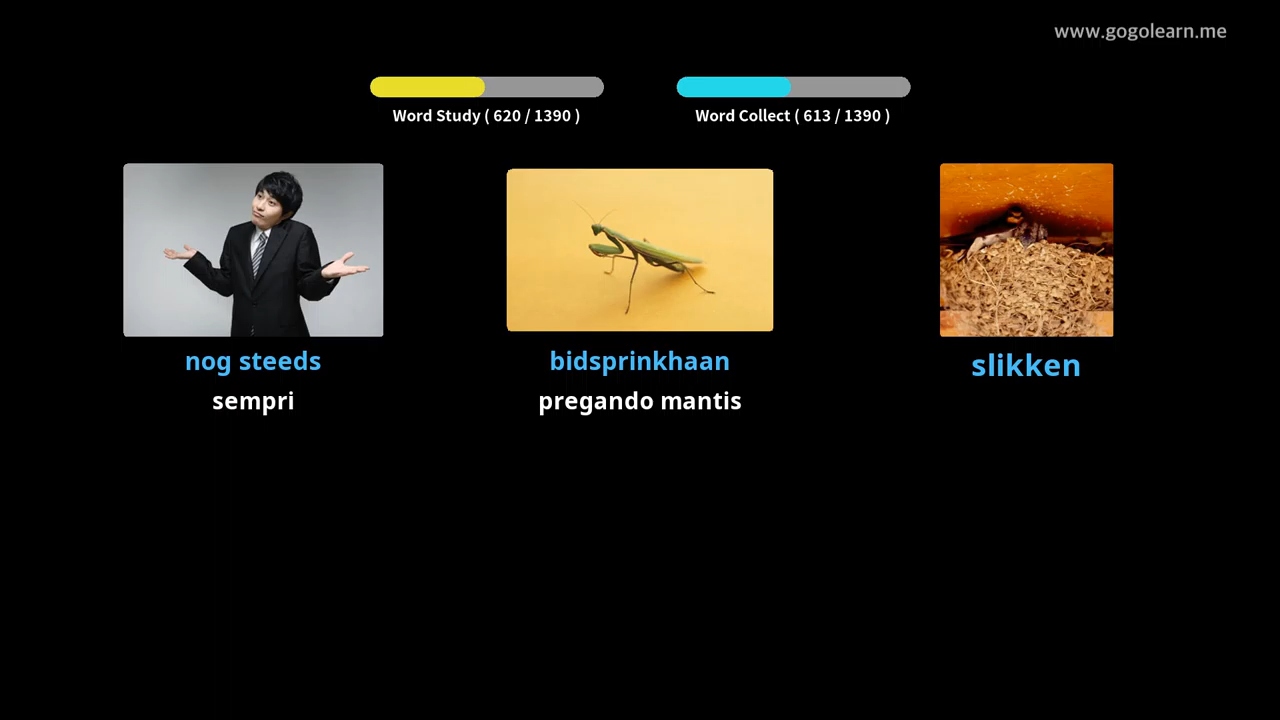 www.gogolearn.me
Word Study ( 620 / 1390 )
Word Collect ( 613 / 1390 )
nog steeds
sempri
bidsprinkhaan
pregando mantis
slikken